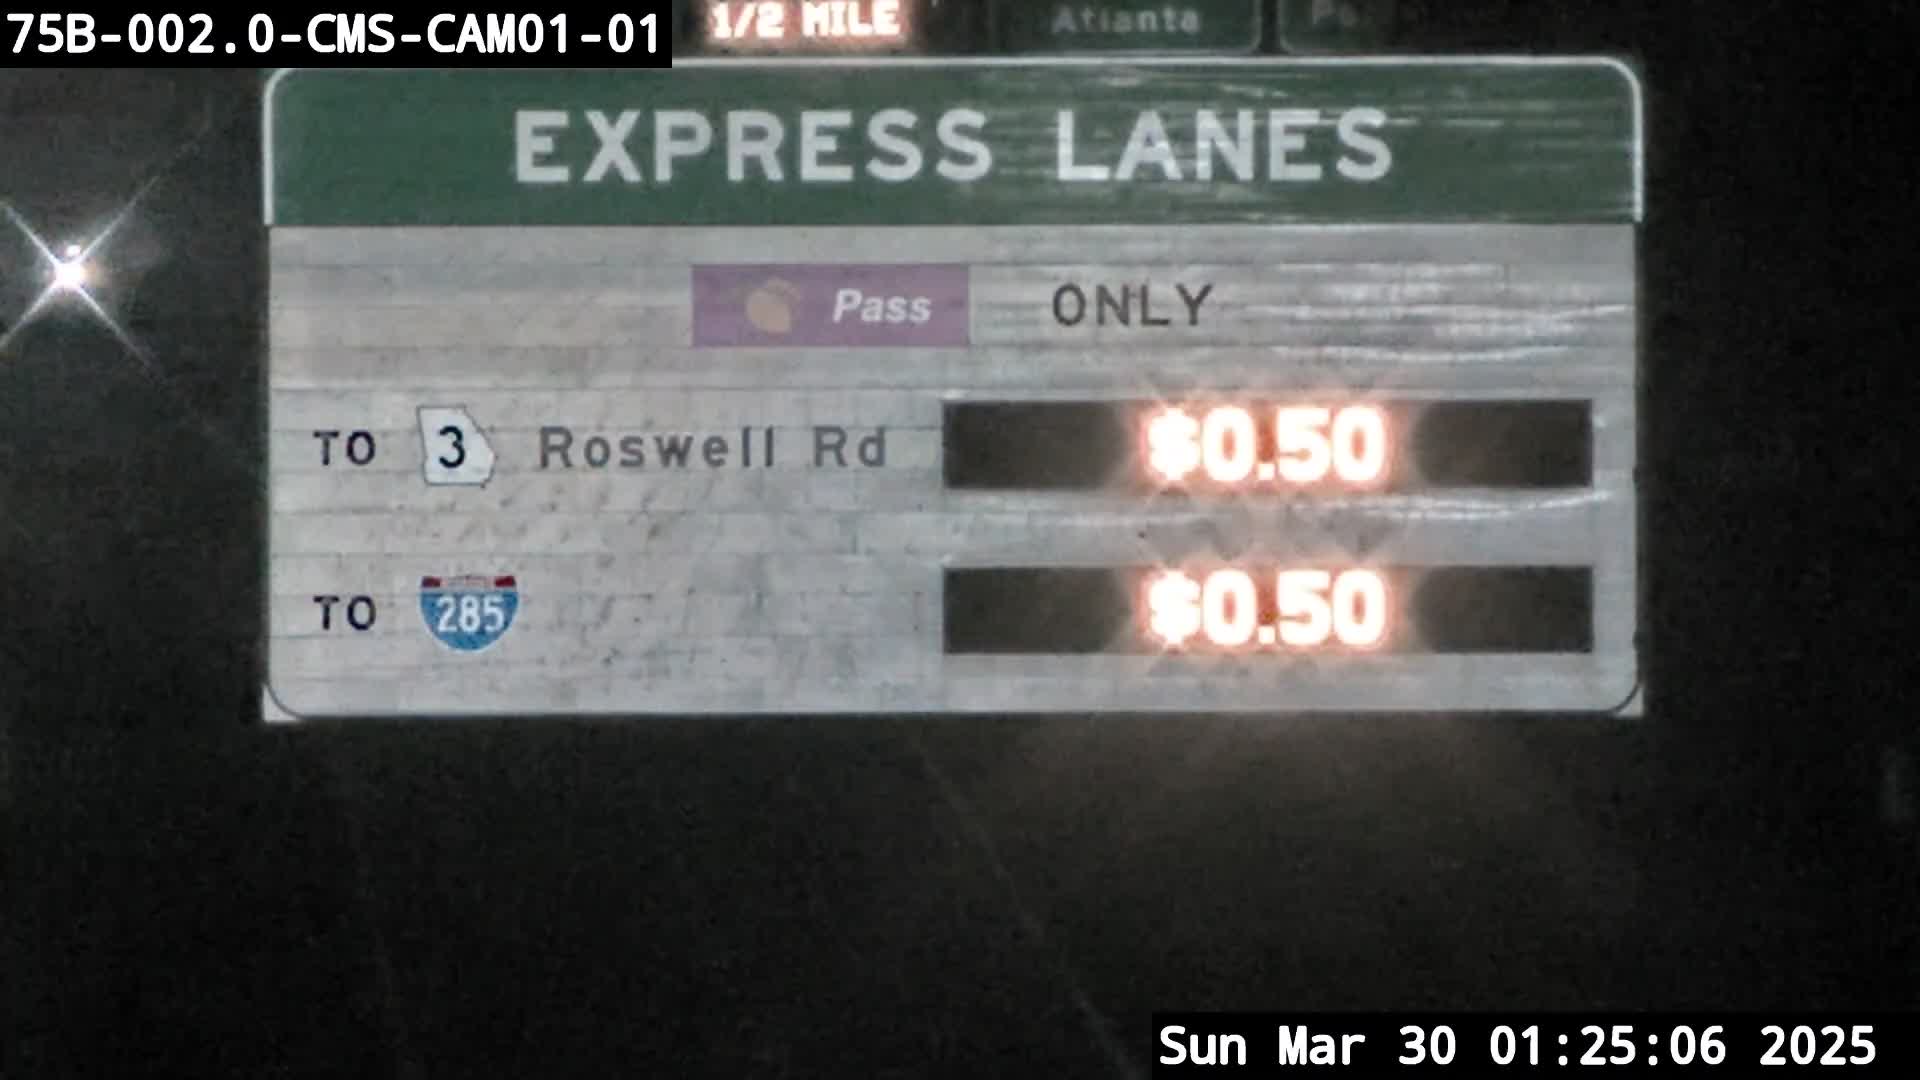 75B-002.0-CMS-CAM01-01
1/2 MILE
Atlanta
EXPRESS LANES
Pass ONLY
TO 3 Roswell Rd $0.50
TO 285 $0.50
Sun Mar 30 01:25:06 2025